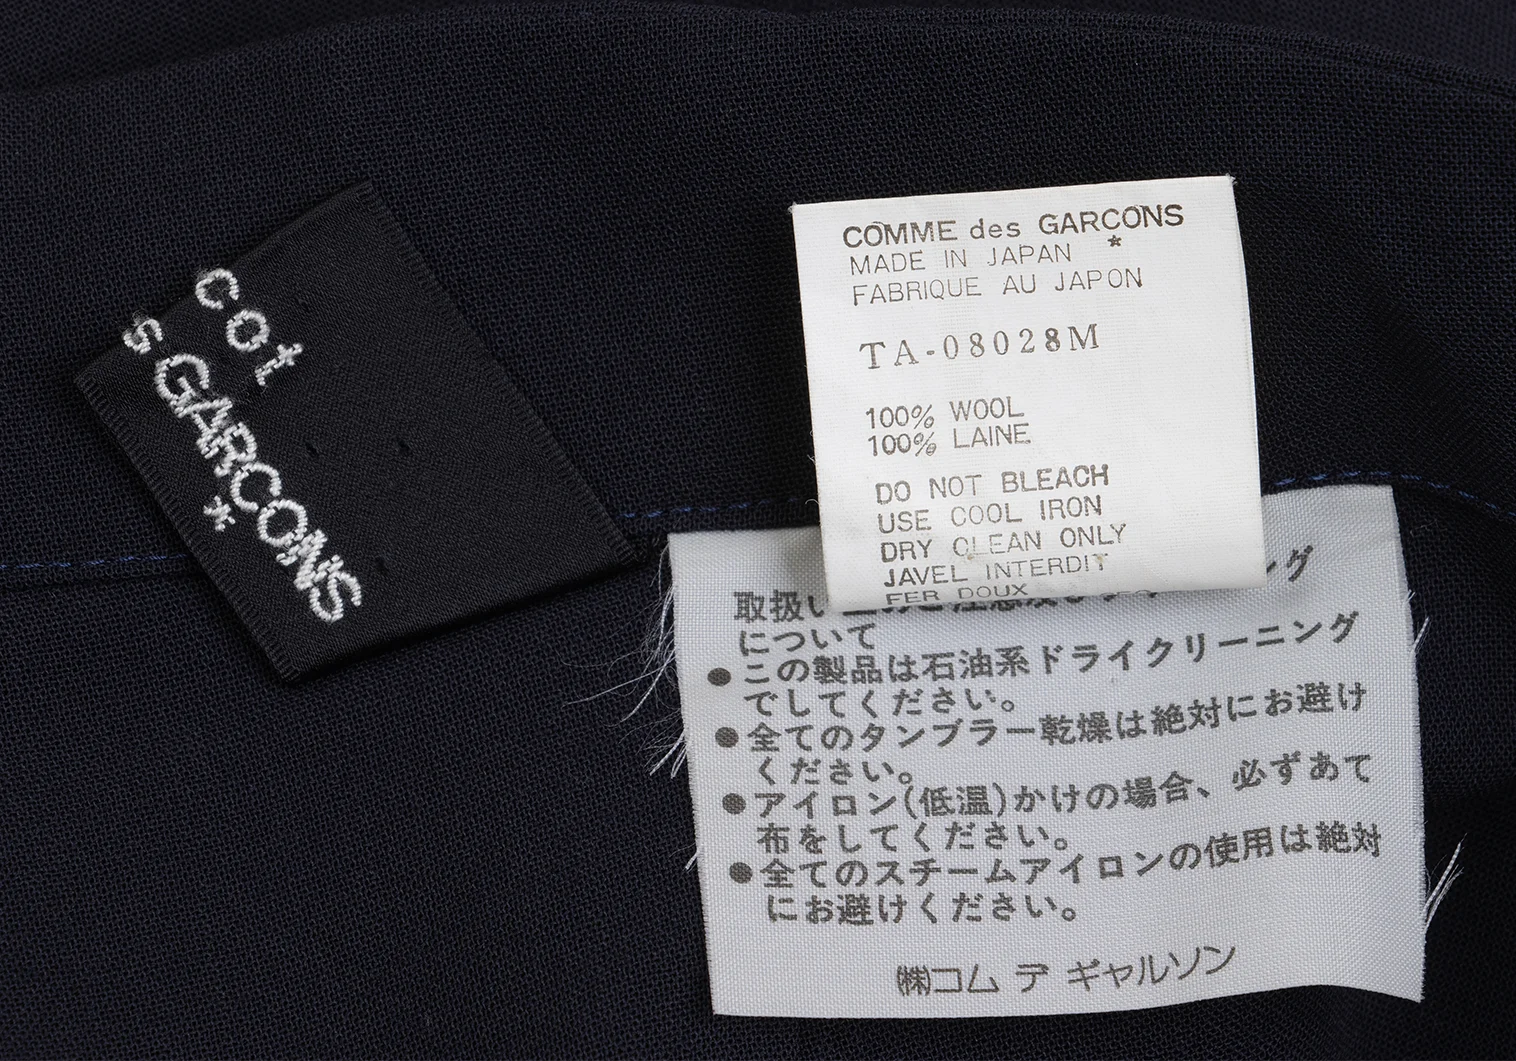 cot
s GARCONS
*
COMME des GARCONS
*
MADE IN JAPAN
FABRIQUE AU JAPON
TA-08028M
100% WOOL
100% LAINE
DO NOT BLEACH
USE COOL IRON
DRY CLEAN ONLY
JAVEL INTERDIT
FER DOUX
取扱い
について
●この製品は石油系ドライクリーニング
でしてください。
●全てのタンブラー乾燥は絶対にお避け
ください。
●アイロン(低温)かけの場合、必ずあて
布をしてください。
●全てのスチームアイロンの使用は絶対
にお避けください。
㈱コム デ ギャルソン